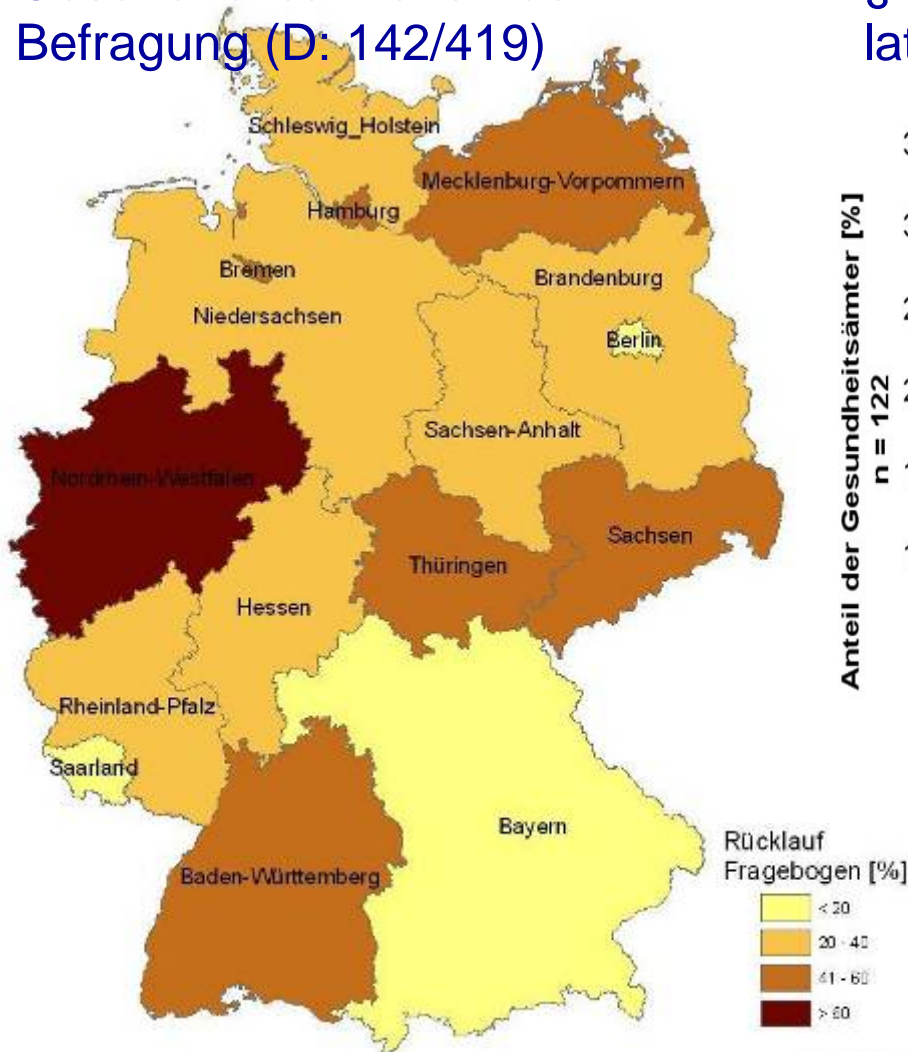 Befragung (D: 142/419)
lat
Schleswig_Holstein
Mecklenburg-Vorpommern
Hamburg
Bremen
Brandenburg
Niedersachsen
Berlin
Sachsen-Anhalt
Nordrhein-Westfalen
Sachsen
Thüringen
Hessen
Rheinland-Pfalz
Saarland
Bayern
Baden-Württemberg
Rücklauf
Fragebogen [%]
< 20
20 - 40
41 - 60
> 60
Anteil der Gesundheitsämter [%]
n = 122